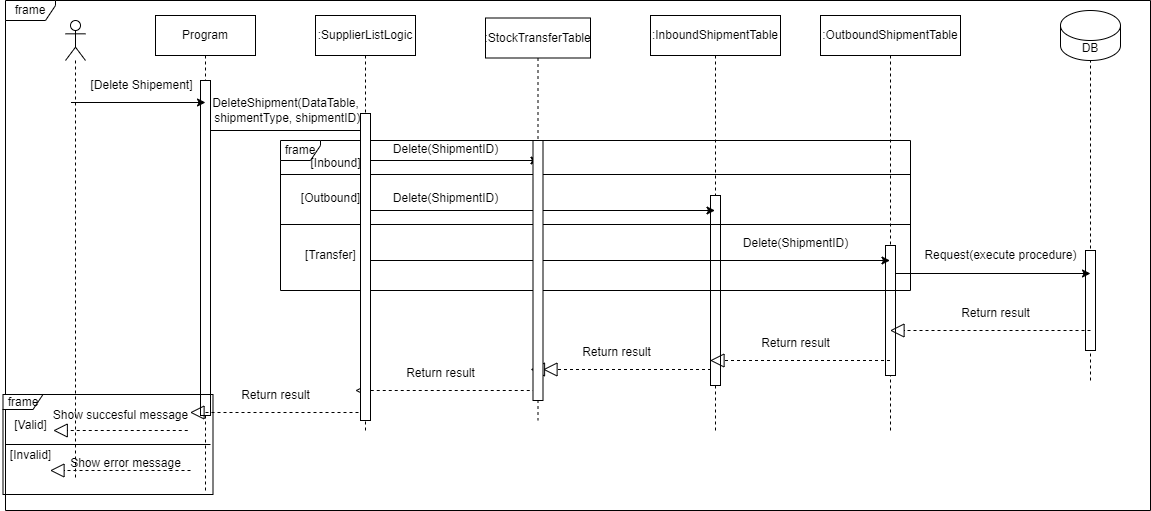 frame
Program
:SupplierListLogic
:StockTransferTable
:InboundShipmentTable
:OutboundShipmentTable
DB
[Delete Shipement]
DeleteShipment(DataTable,
shipmentType, shipmentID)
frame
Delete(ShipmentID)
[Inbound]
[Outbound]
Delete(ShipmentID)
Delete(ShipmentID)
[Transfer]
Request(execute procedure)
Return result
Return result
Return result
Return result
Return result
frame
Show succesful message
[Valid]
[Invalid]
Show error message